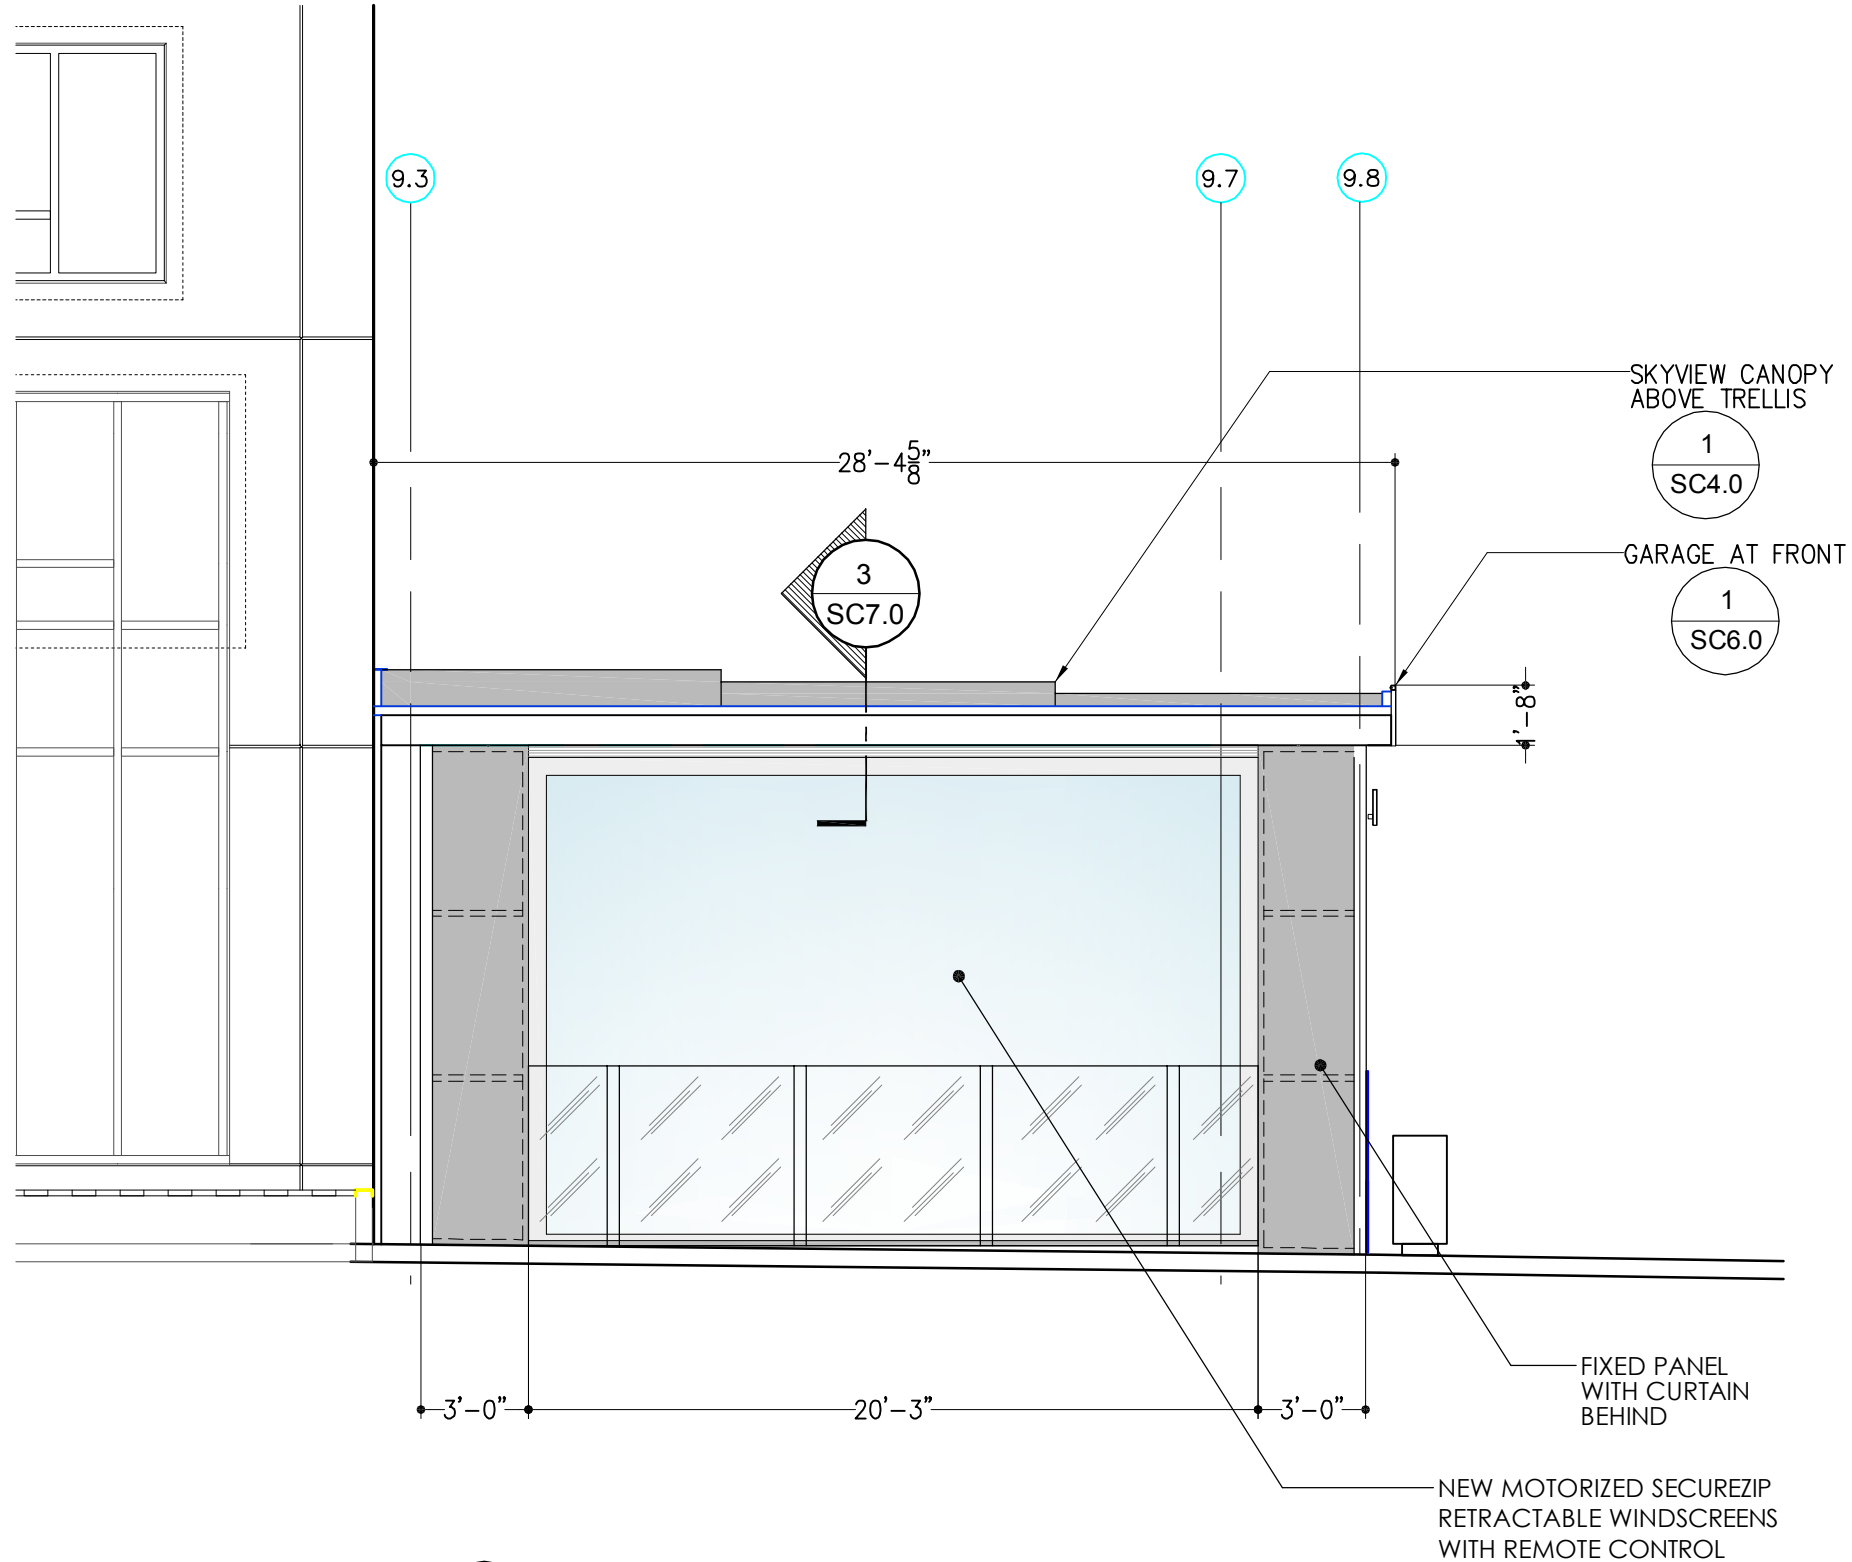 9.3
9.7
9.8
SKYVIEW CANOPY
ABOVE TRELLIS
1
SC4.0
28'-4 5/8"
GARAGE AT FRONT
1
SC6.0
3
SC7.0
1'-8"
3'-0"
20'-3"
3'-0"
FIXED PANEL
WITH CURTAIN
BEHIND
NEW MOTORIZED SECUREZIP
RETRACTABLE WINDSCREENS
WITH REMOTE CONTROL